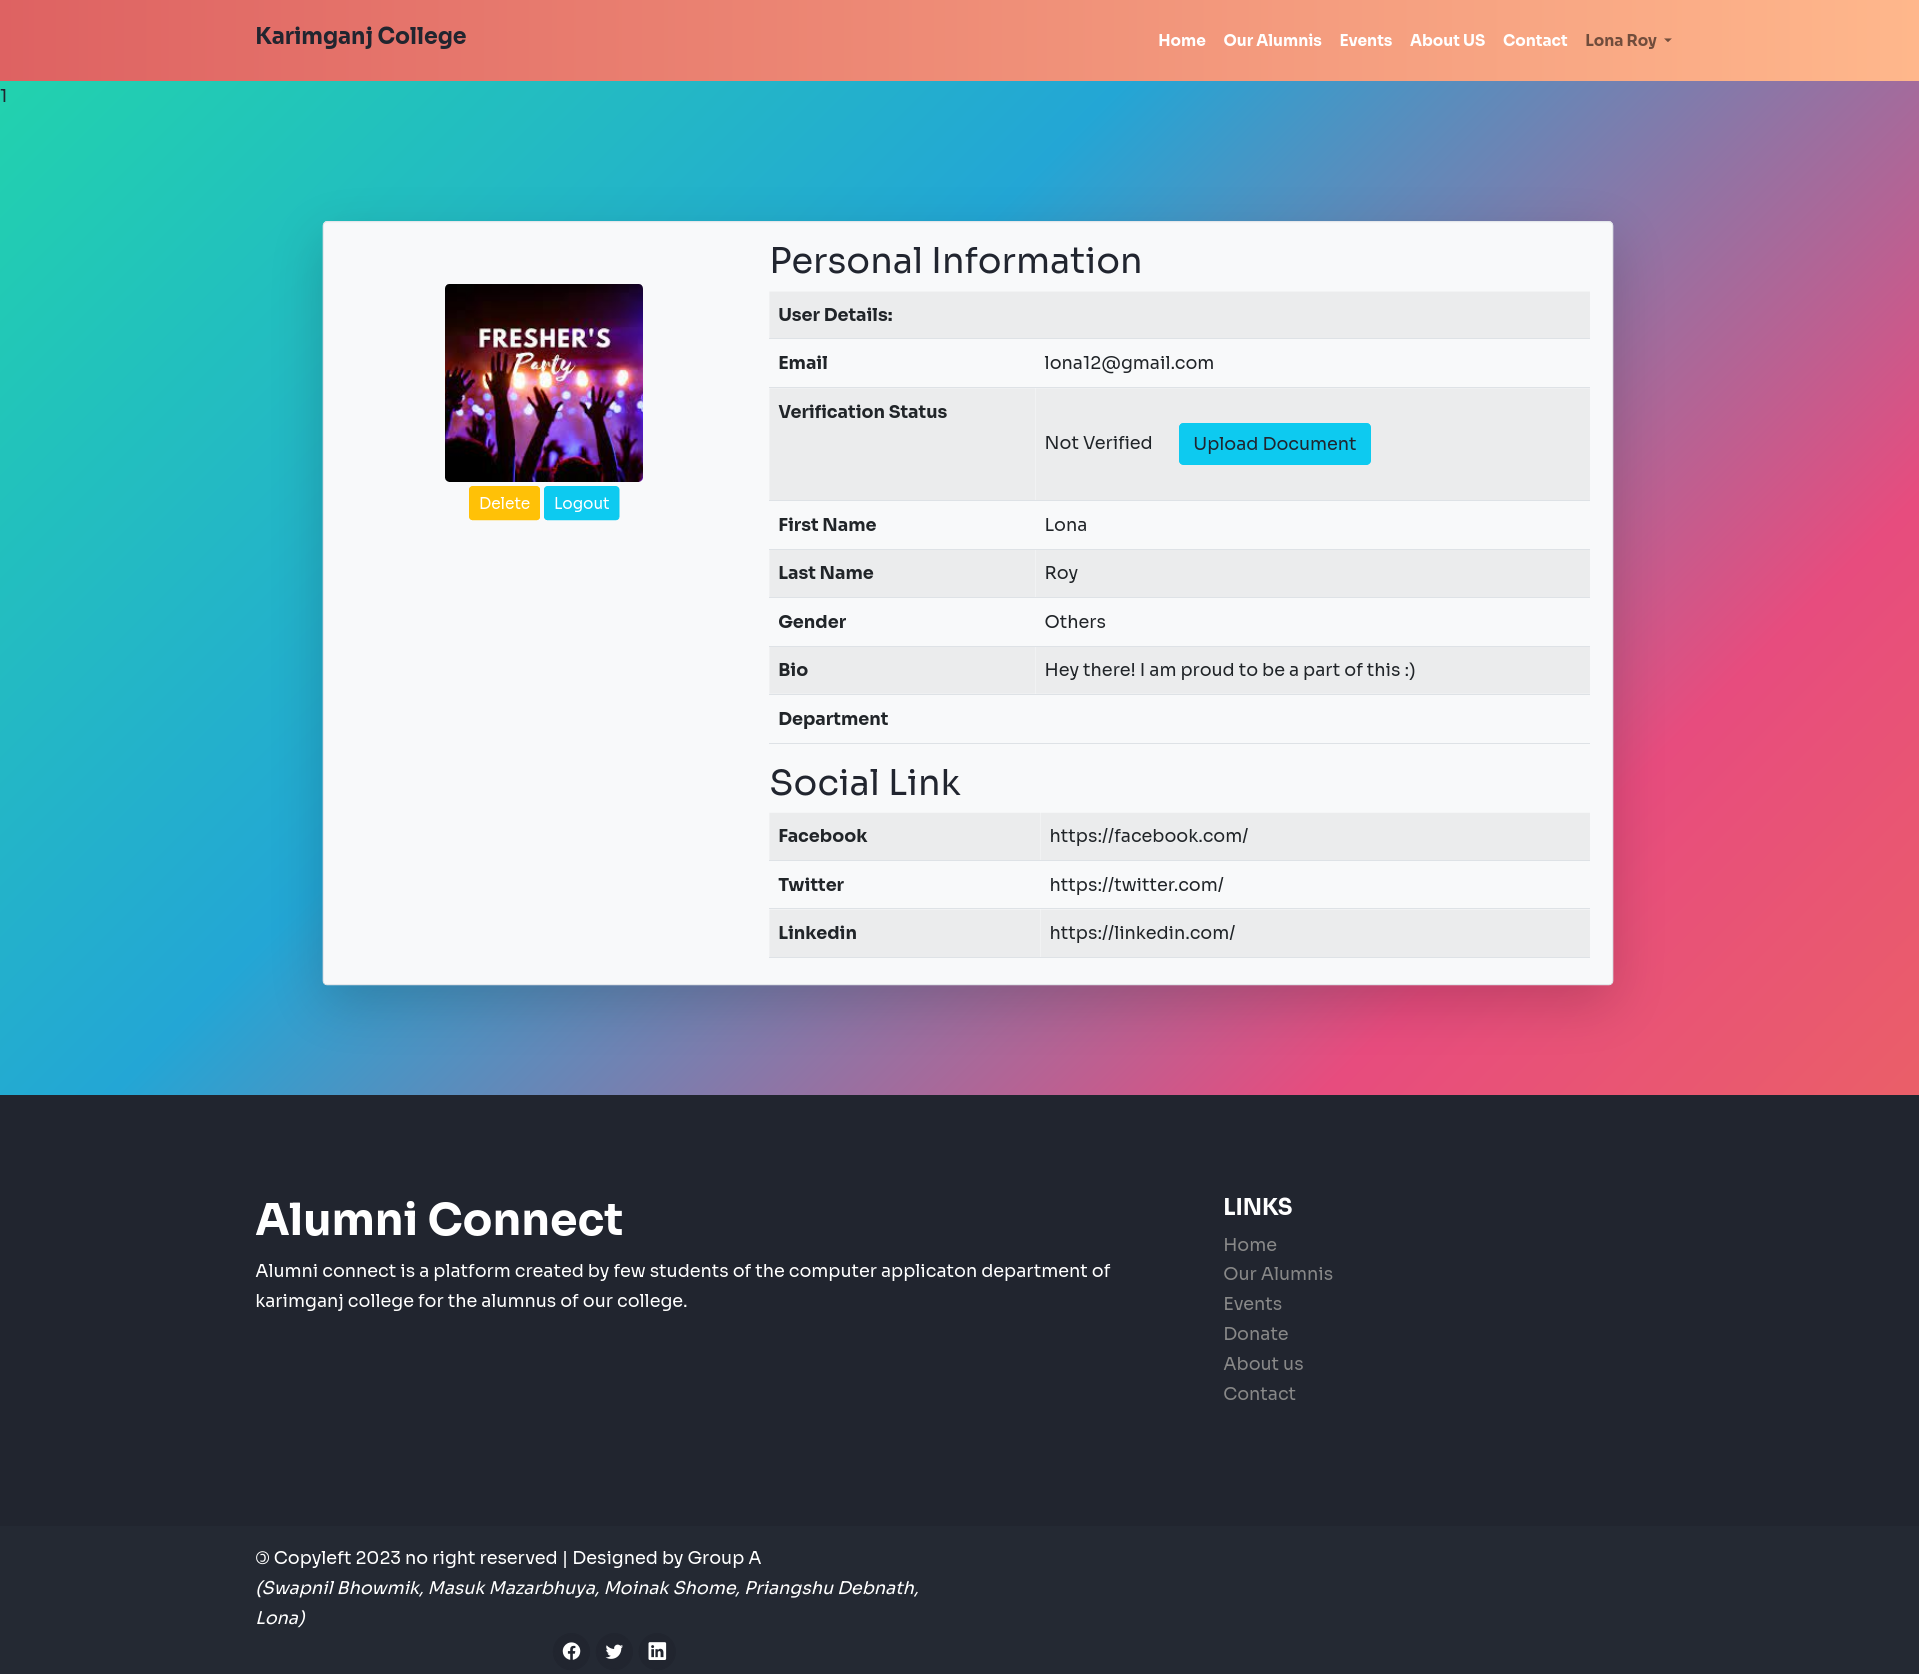 Karimganj College
Home Our Alumnis Events About US Contact Lona Roy
1
FRESHER'S
Party
Delete Logout
Personal Information
User Details:
Email lona12@gmail.com
Verification Status Not Verified Upload Document
First Name Lona
Last Name Roy
Gender Others
Bio Hey there! I am proud to be a part of this :)
Department
Social Link
Facebook https://facebook.com/
Twitter https://twitter.com/
Linkedin https://linkedin.com/
Alumni Connect
Alumni connect is a platform created by few students of the computer applicaton department of
karimganj college for the alumnus of our college.
LINKS
Home
Our Alumnis
Events
Donate
About us
Contact
🄯 Copyleft 2023 no right reserved | Designed by Group A
(Swapnil Bhowmik, Masuk Mazarbhuya, Moinak Shome, Priangshu Debnath,
Lona)